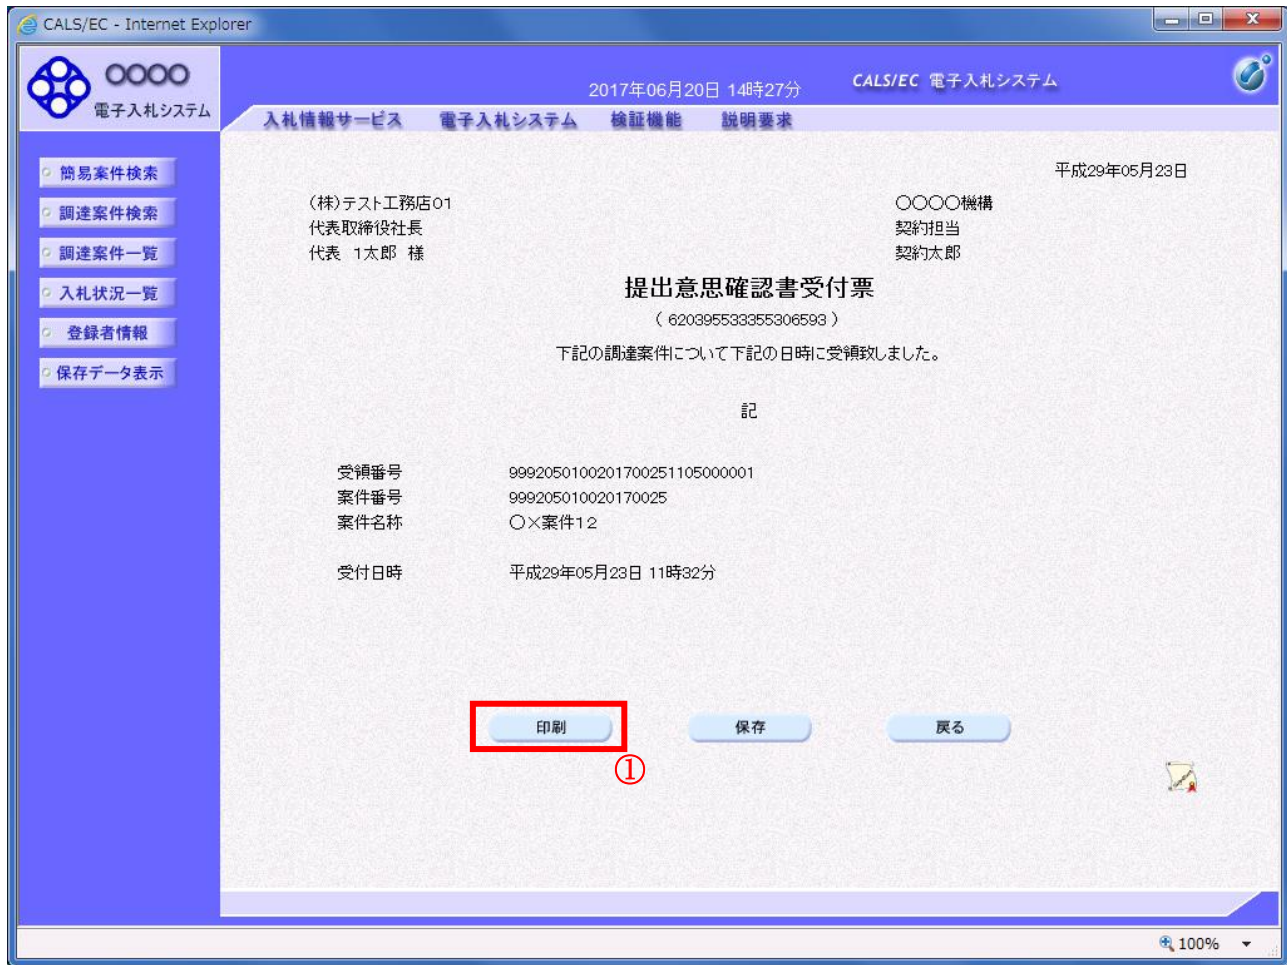 CALS/EC - Internet Explorer
○○○○
電子入札システム
2017年06月20日 14時27分
CALS/EC 電子入札システム
入札情報サービス 電子入札システム 検証機能 説明要求
簡易案件検索
調達案件検索
調達案件一覧
入札状況一覧
登録者情報
保存データ表示
平成29年05月23日
(株)テスト工務店01
代表取締役社長
代表 1太郎 様
○○○○機構
契約担当
契約太郎
提出意思確認書受付票
( 620395533355306593 )
下記の調達案件について下記の日時に受領致しました。
記
受領番号 9992050100201700251105000001
案件番号 999205010020170025
案件名称 ○×案件12
受付日時 平成29年05月23日 11時32分
印刷 保存 戻る
①
100%